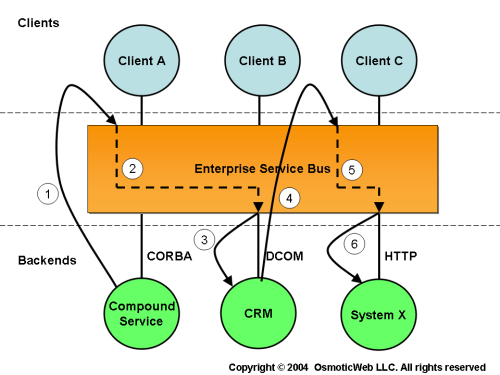 Clients
Client A
Client B
Client C
Enterprise Service Bus
1
2
3
4
5
6
Backends
CORBA
DCOM
HTTP
Compound
Service
CRM
System X
Copyright © 2004 OsmoticWeb LLC. All rights reserved